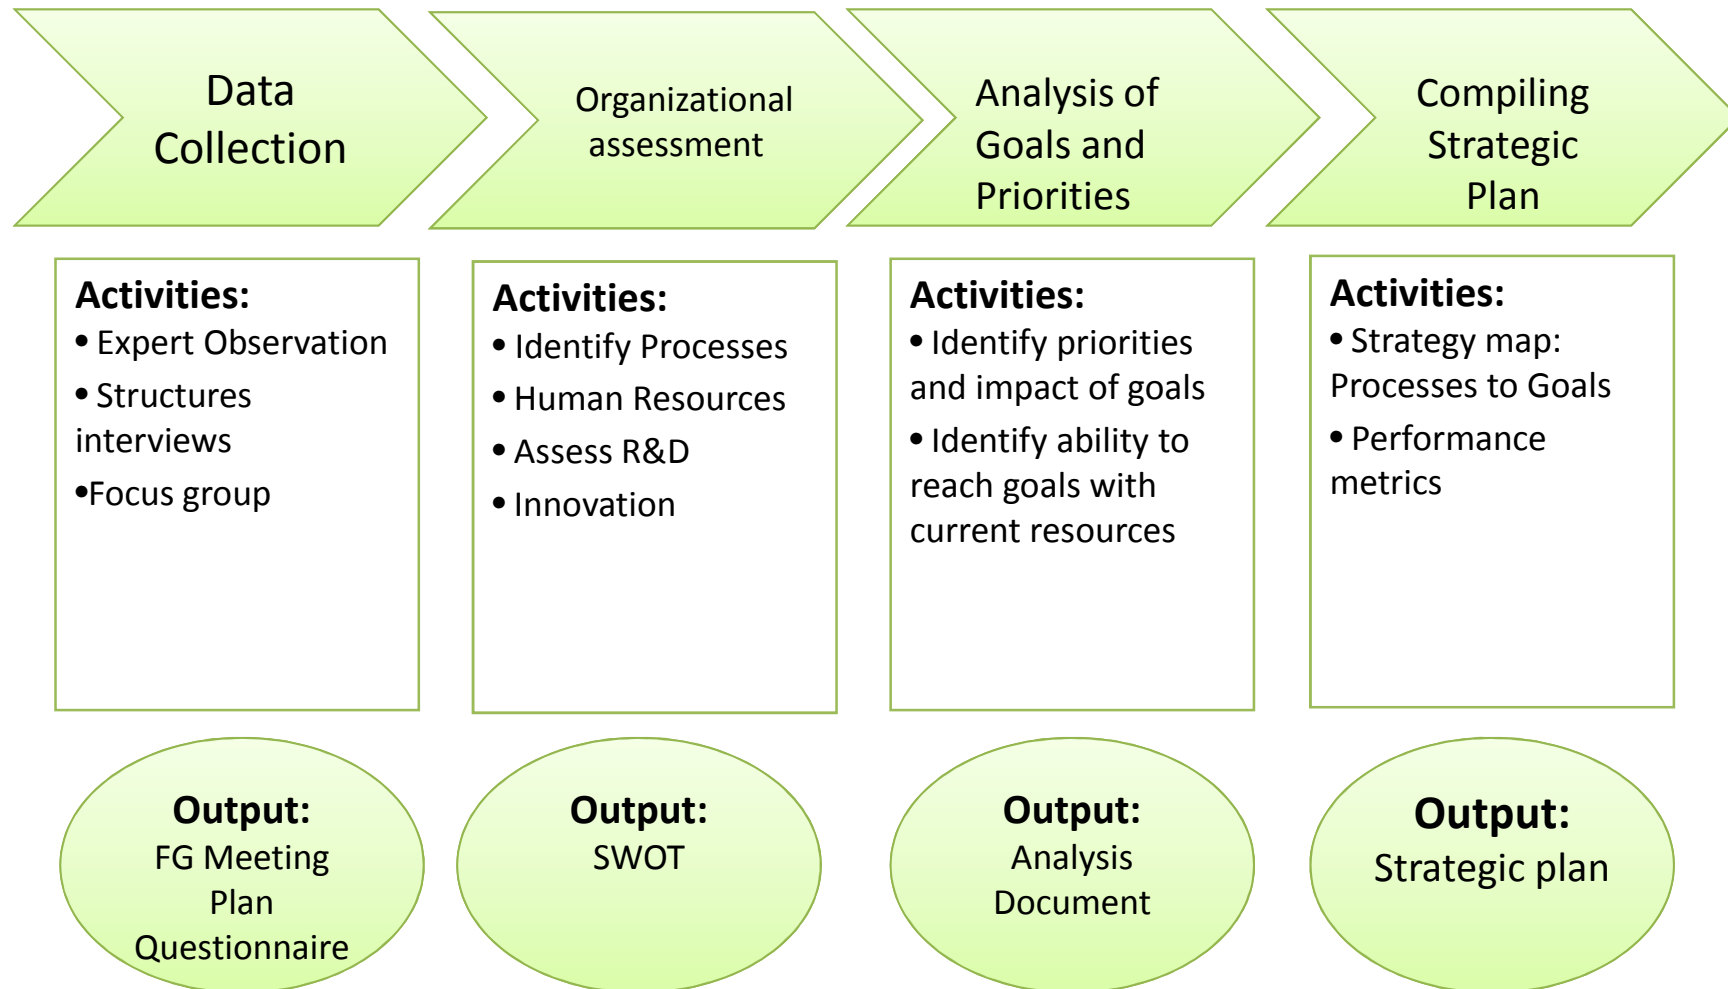 Data
Collection
Organizational
assessment
Analysis of
Goals and
Priorities
Compiling
Strategic
Plan
Activities:
• Expert Observation
• Structures
interviews
•Focus group
Activities:
• Identify Processes
• Human Resources
• Assess R&D
• Innovation
Activities:
• Identify priorities
and impact of goals
• Identify ability to
reach goals with
current resources
Activities:
• Strategy map:
Processes to Goals
• Performance
metrics
Output:
FG Meeting
Plan
Questionnaire
Output:
SWOT
Output:
Analysis
Document
Output:
Strategic plan